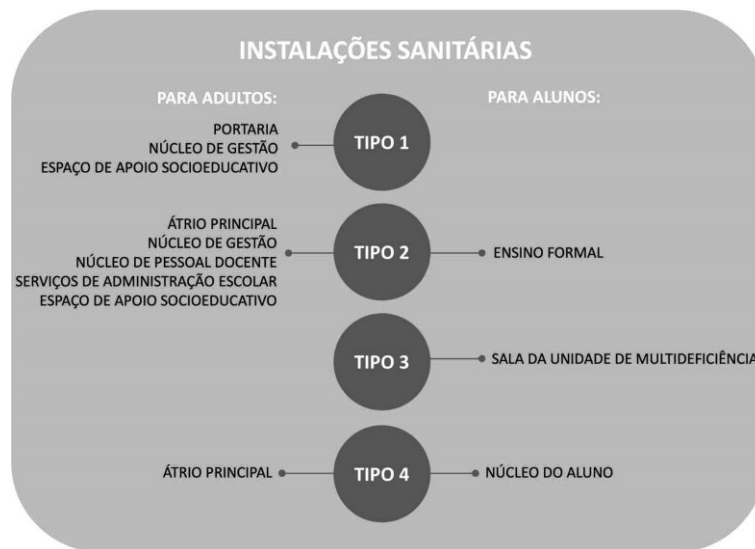 INSTALAÇÕES SANITÁRIAS
PARA ADULTOS:
PARA ALUNOS:
PORTARIA
NÚCLEO DE GESTÃO
ESPAÇO DE APOIO SOCIOEDUCATIVO
TIPO 1
ÁTRIO PRINCIPAL
NÚCLEO DE GESTÃO
NÚCLEO DE PESSOAL DOCENTE
SERVIÇOS DE ADMINISTRAÇÃO ESCOLAR
ESPAÇO DE APOIO SOCIOEDUCATIVO
TIPO 2
ENSINO FORMAL
TIPO 3
SALA DA UNIDADE DE MULTIDEFICIÊNCIA
ÁTRIO PRINCIPAL
TIPO 4
NÚCLEO DO ALUNO